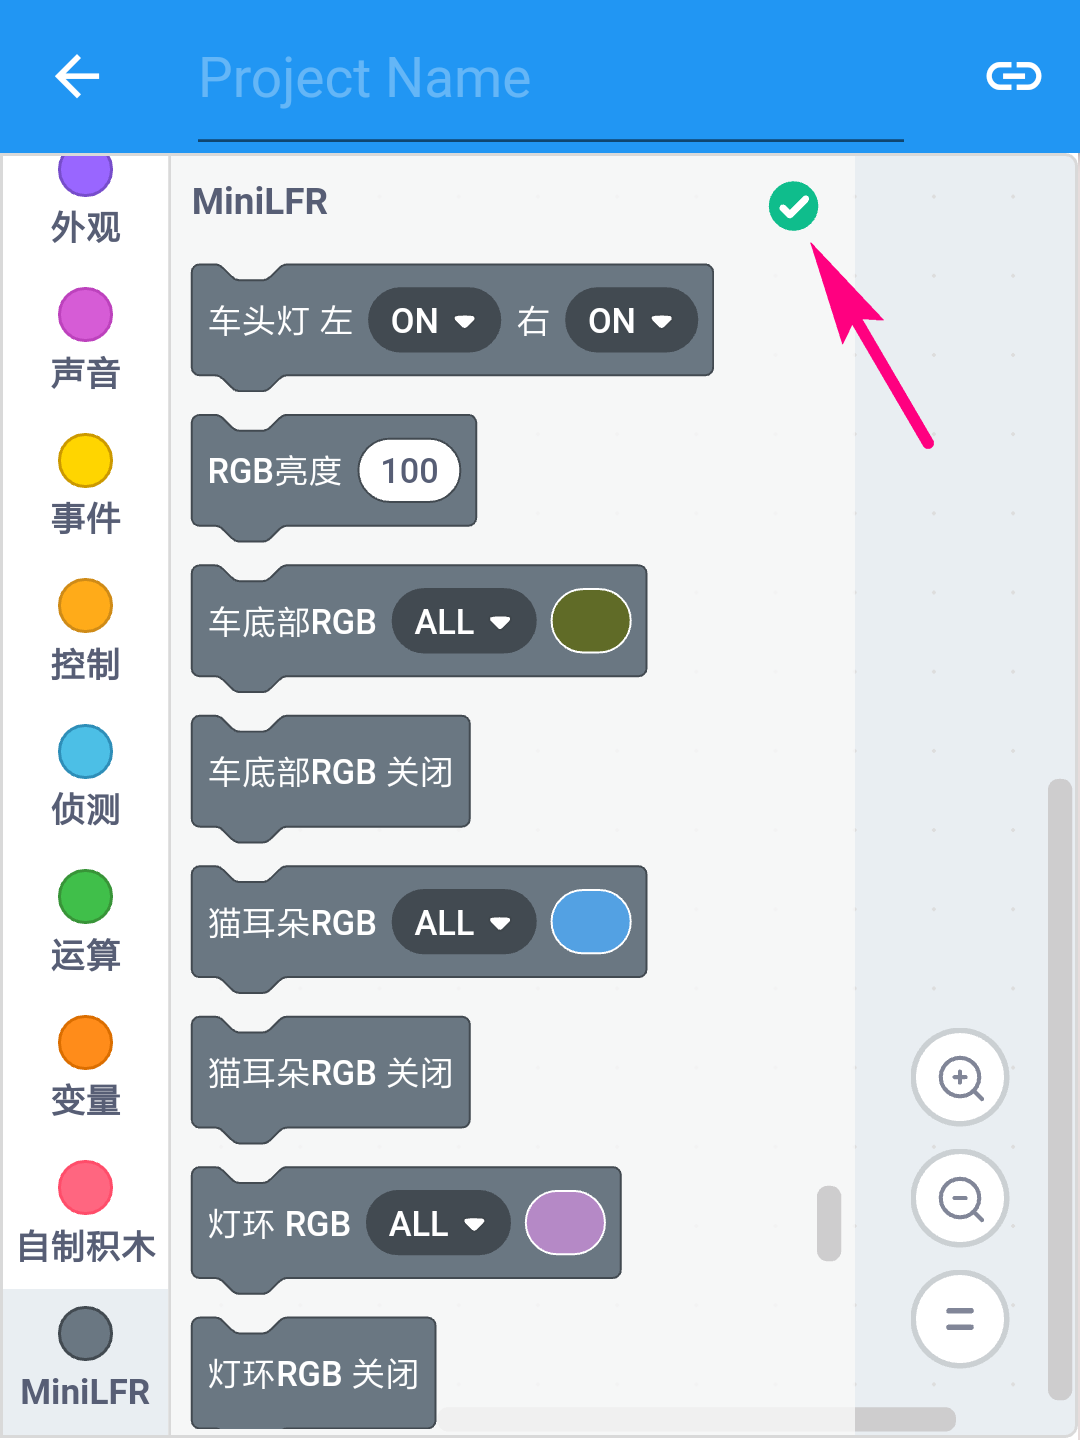 Project Name
外观
声音
事件
控制
侦测
运算
变量
自制积木
MiniLFR
MiniLFR
车头灯 左 ON 右 ON
RGB亮度 100
车底部RGB ALL
车底部RGB 关闭
猫耳朵RGB ALL
猫耳朵RGB 关闭
灯环 RGB ALL
灯环RGB 关闭